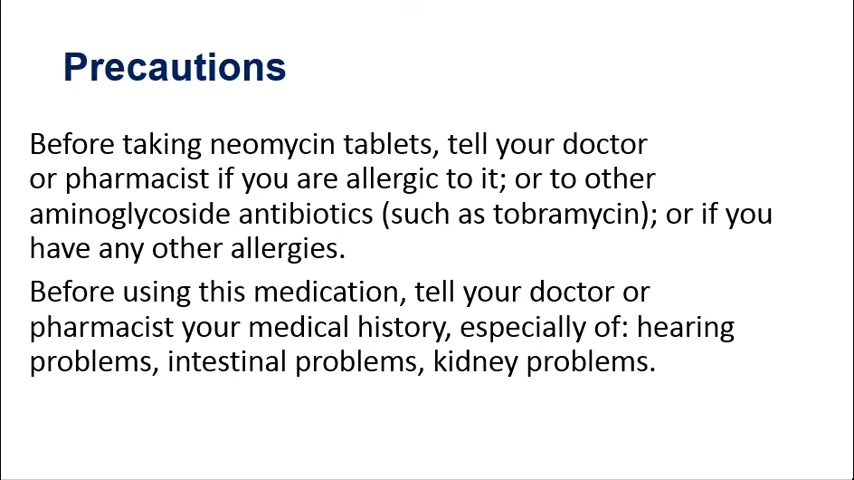 Precautions
Before taking neomycin tablets, tell your doctor
or pharmacist if you are allergic to it; or to other
aminoglycoside antibiotics (such as tobramycin); or if you
have any other allergies.
Before using this medication, tell your doctor or
pharmacist your medical history, especially of: hearing
problems, intestinal problems, kidney problems.